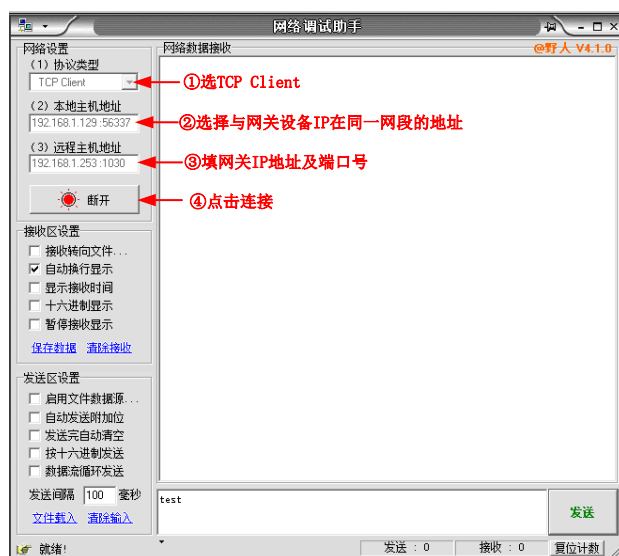 网络调试助手
网络设置
(1) 协议类型
TCP Client
①选TCP Client
(2) 本地主机地址
192.168.1.129 :56337
②选择与网关设备IP在同一网段的地址
(3) 远程主机地址
192.168.1.253 :1030
③填网关IP地址及端口号
断开
④点击连接
接收区设置
接收转向文件...
自动换行显示
显示接收时间
十六进制显示
暂停接收显示
保存数据 清除接收
发送区设置
启用文件数据源...
自动发送附加位
发送完自动清空
按十六进制发送
数据流循环发送
发送间隔 100 毫秒
文件载入 清除输入
网络数据接收
@野人 V4.1.0
test
发送
就绪!
发送 : 0
接收 : 0
复位计数